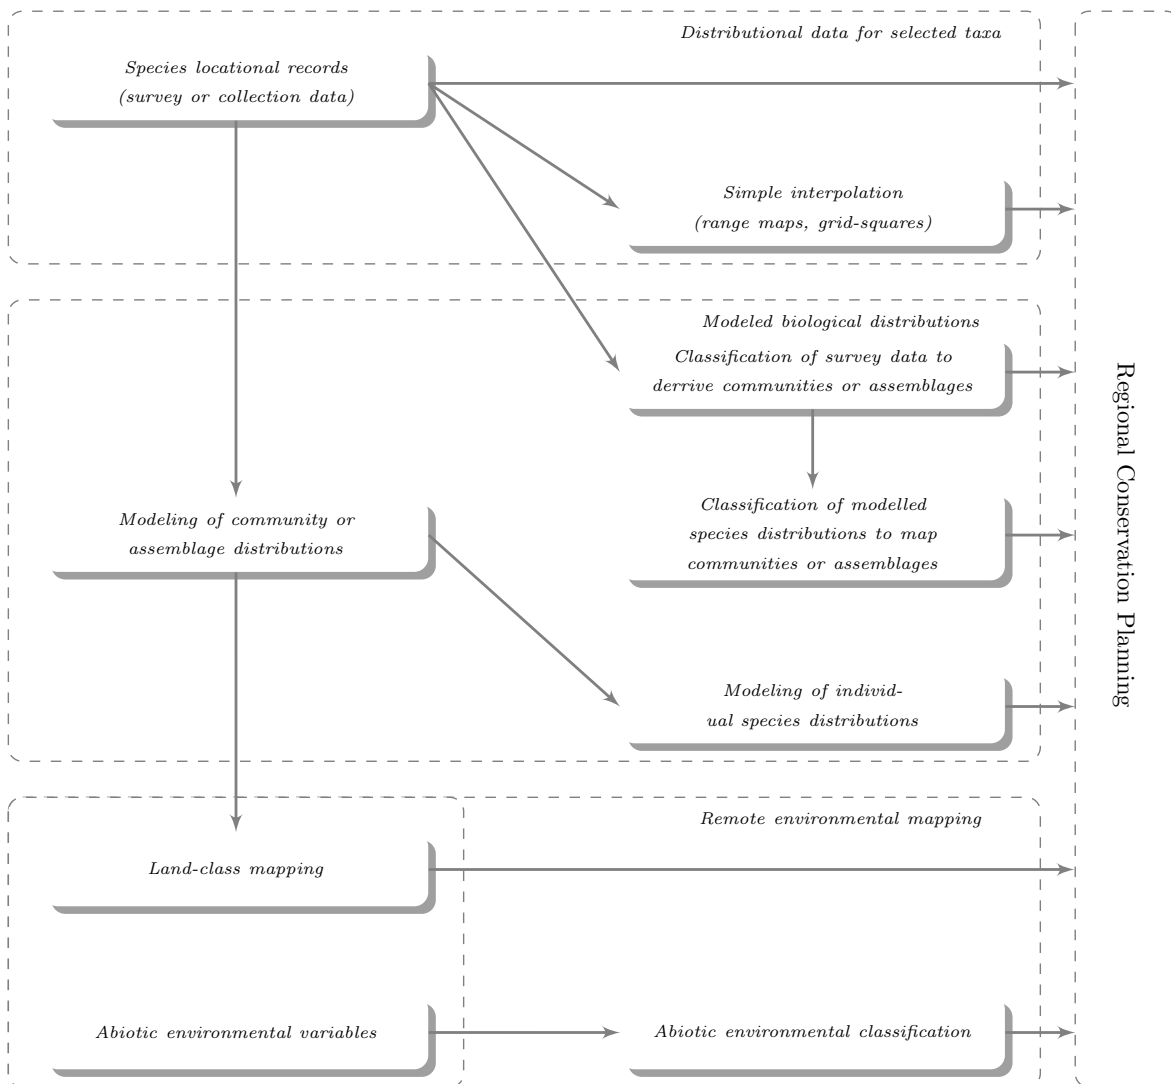 Distributional data for selected taxa
Species locational records
(survey or collection data)
Simple interpolation
(range maps, grid-squares)
Modeled biological distributions
Classification of survey data to
derrive communities or assemblages
Modeling of community or
assemblage distributions
Classification of modelled
species distributions to map
communities or assemblages
Modeling of individ-
ual species distributions
Remote environmental mapping
Land-class mapping
Abiotic environmental variables
Abiotic environmental classification
Regional Conservation Planning